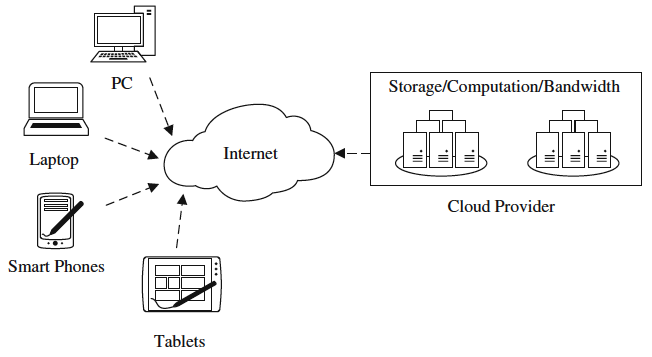 PC
Storage/Computation/Bandwidth
Laptop
Internet
Cloud Provider
Smart Phones
Tablets